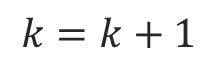 k = k + 1